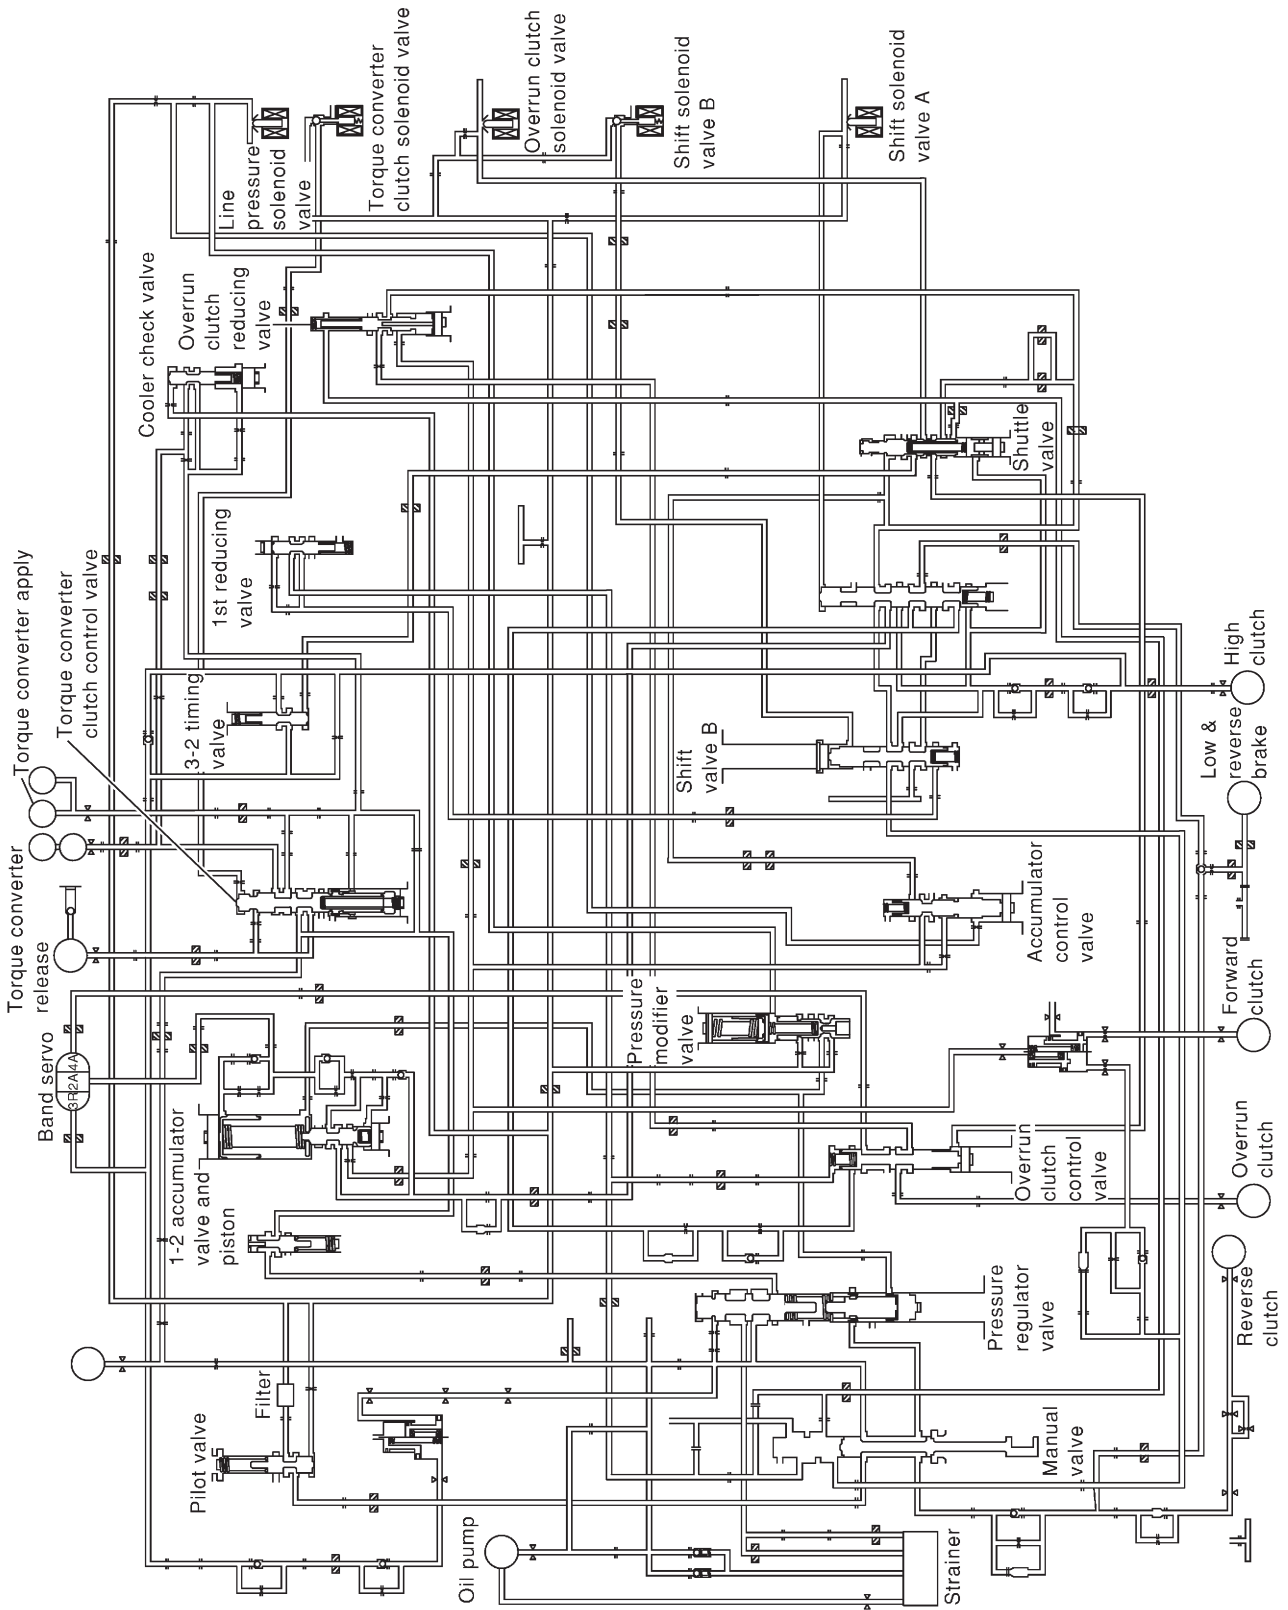 Torque converter
release
Torque converter apply
Torque converter
clutch control valve
Cooler check valve
Overrun
clutch
reducing
valve
Line
pressure
solenoid
valve
Torque converter
clutch solenoid valve
Overrun clutch
solenoid valve
Shift solenoid
valve B
Shift solenoid
valve A
Band servo
3R2A4A
1st reducing
valve
3-2 timing
valve
Shuttle
valve
Shift
valve B
High
clutch
Low &
reverse
brake
Accumulator
control
valve
Pressure
modifier
valve
Forward
clutch
1-2 accumulator
valve and
piston
Overrun
clutch
control
valve
Overrun
clutch
Pressure
regulator
valve
Reverse
clutch
Filter
Pilot valve
Manual
valve
Oil pump
Strainer